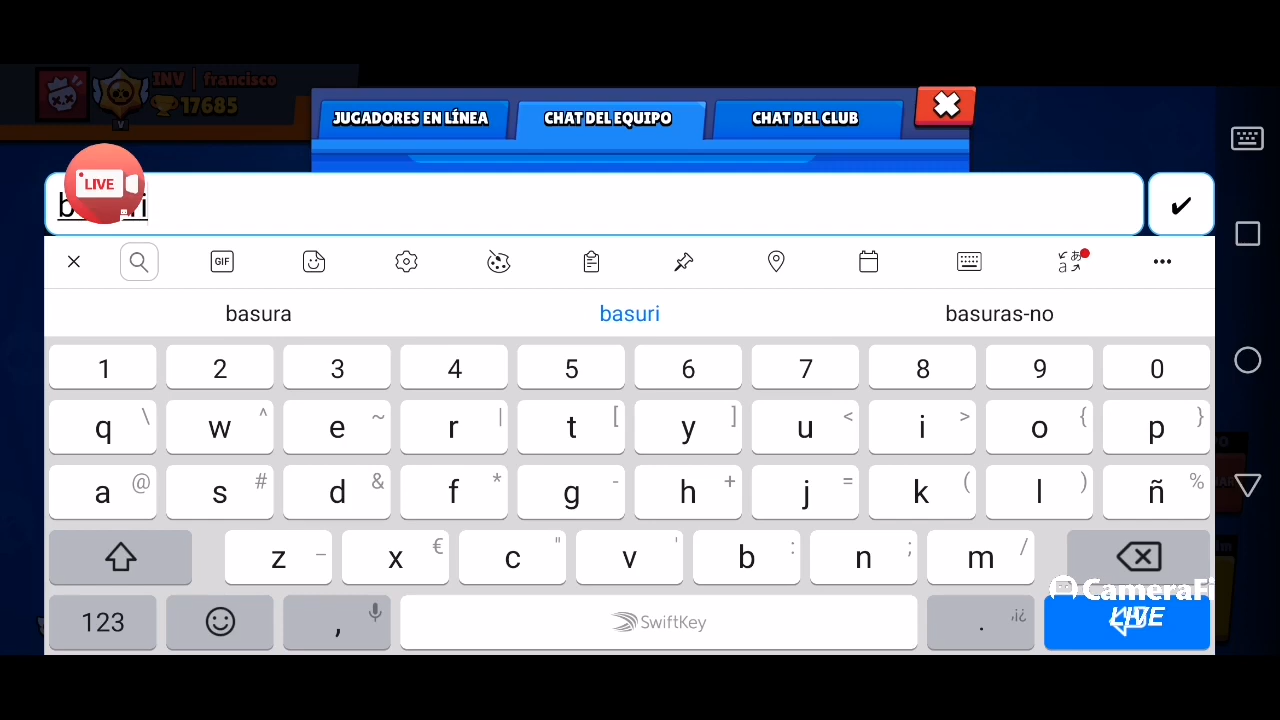 INV | francisco
17685
V
JUGADORES EN LÍNEA
CHAT DEL EQUIPO
CHAT DEL CLUB
LIVE
basuri
GIF
basura
basuri
basuras-no
1 2 3 4 5 6 7 8 9 0
q \ w ^ e ~ r | t [ y ] u < i > o { p }
a @ s # d & f * g - h + j = k ( l ) ñ %
z _ x € c " v ' b : n ; m /
CameraFi
LIVE
123 , SwiftKey . ,!¿